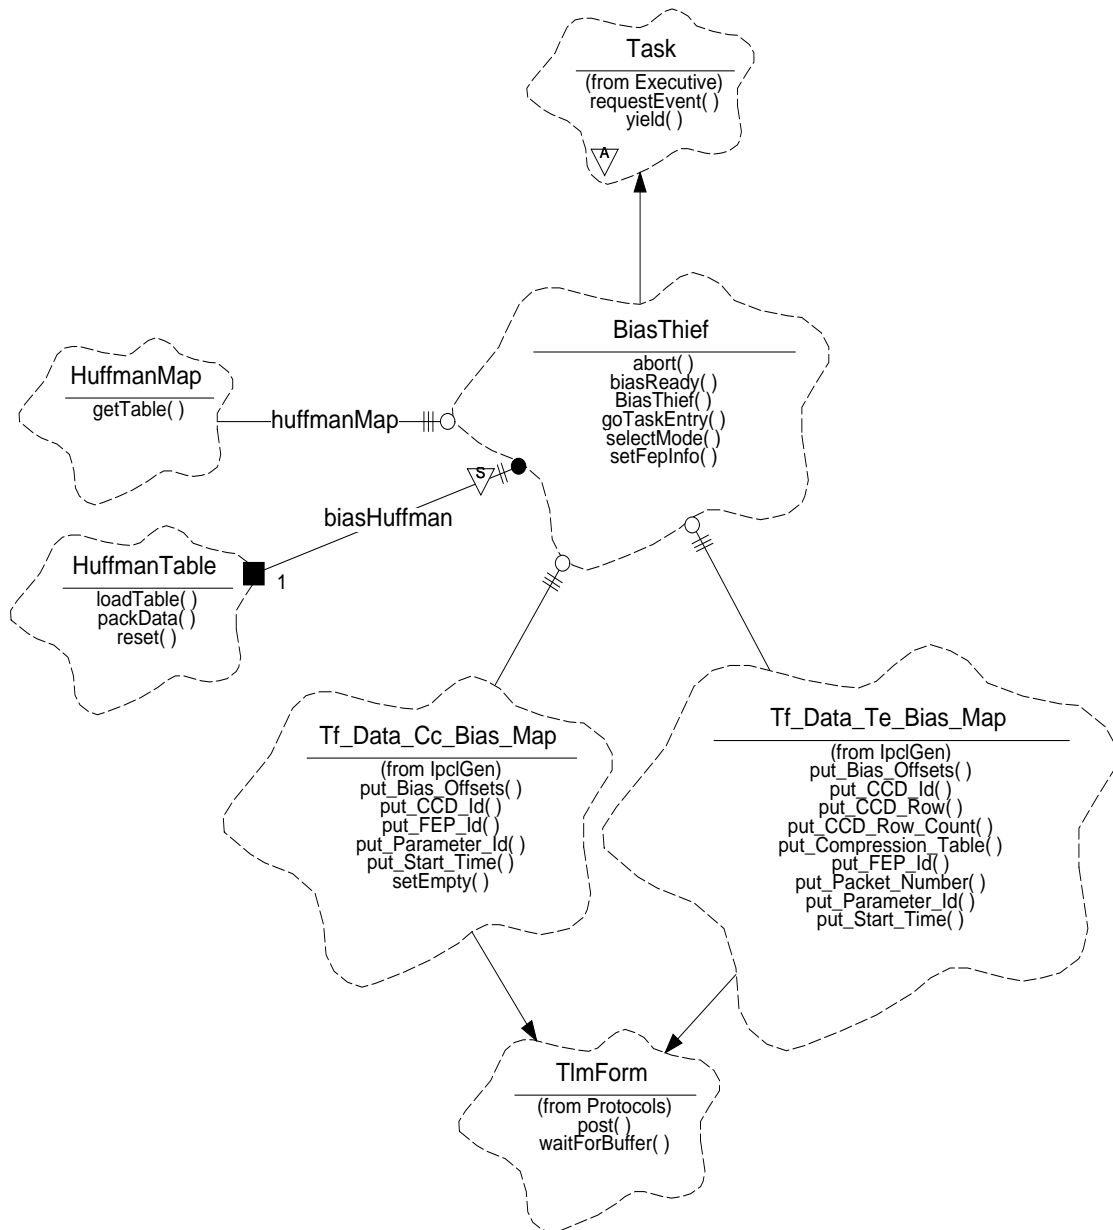 Task
(from Executive)
requestEvent( )
yield( )
A
BiasThief
abort( )
biasReady( )
BiasThief( )
goTaskEntry( )
selectMode( )
setFepInfo( )
HuffmanMap
getTable( )
huffmanMap
S
biasHuffman
HuffmanTable
loadTable( )
packData( )
reset( )
1
Tf_Data_Cc_Bias_Map
(from IpclGen)
put_Bias_Offsets( )
put_CCD_Id( )
put_FEP_Id( )
put_Parameter_Id( )
put_Start_Time( )
setEmpty( )
Tf_Data_Te_Bias_Map
(from IpclGen)
put_Bias_Offsets( )
put_CCD_Id( )
put_CCD_Row( )
put_CCD_Row_Count( )
put_Compression_Table( )
put_FEP_Id( )
put_Packet_Number( )
put_Parameter_Id( )
put_Start_Time( )
TlmForm
(from Protocols)
post( )
waitForBuffer( )